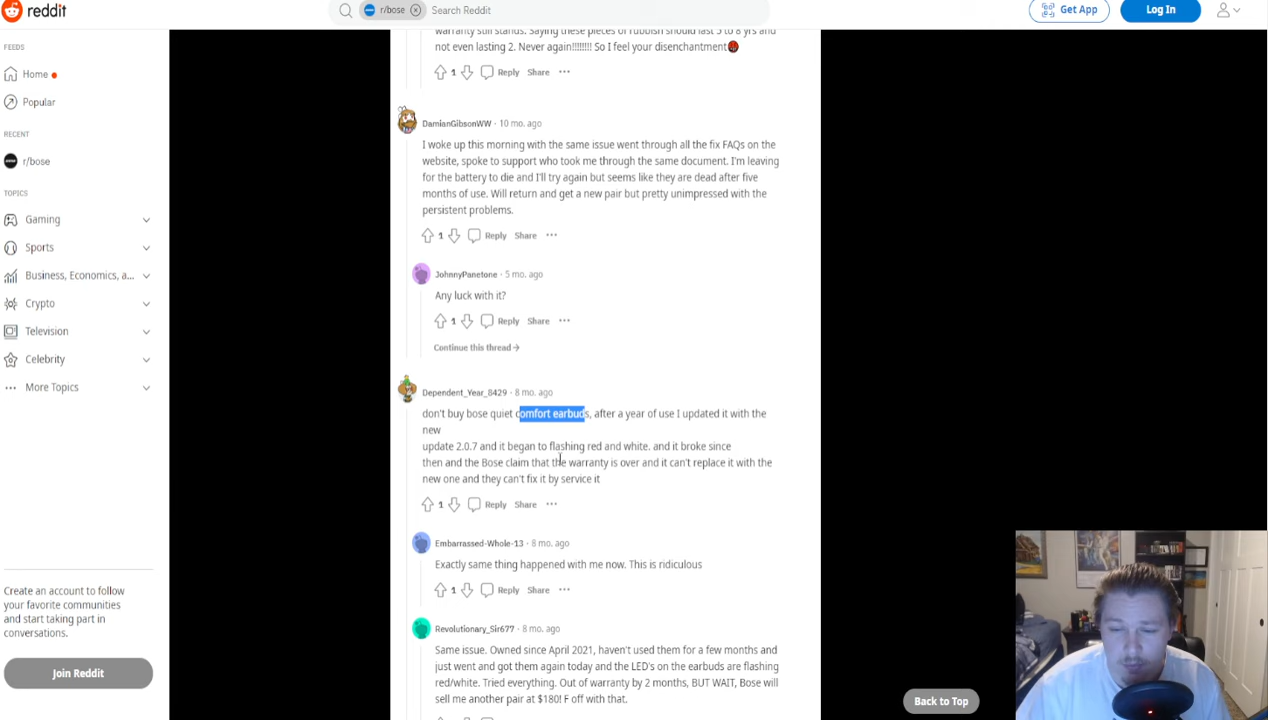 reddit
r/bose
Search Reddit
Get App
Log In
FEEDS
Home
Popular
RECENT
r/bose
TOPICS
Gaming
Sports
Business, Economics, a...
Crypto
Television
Celebrity
More Topics
Create an account to follow
your favorite communities
and start taking part in
conversations.
Join Reddit
warranty still stands. Saying these pieces of rubbish should last 5 to 8 yrs and
not even lasting 2. Never again!!!!!!!! So I feel your disenchantment
1 Reply Share ···
DamianGibsonWW · 10 mo. ago
I woke up this morning with the same issue went through all the fix FAQs on the
website, spoke to support who took me through the same document. I'm leaving
for the battery to die and I'll try again but seems like they are dead after five
months of use. Will return and get a new pair but pretty unimpressed with the
persistent problems.
1 Reply Share ···
JohnnyPanetone · 5 mo. ago
Any luck with it?
1 Reply Share ···
Continue this thread
Dependent_Year_8429 · 8 mo. ago
don't buy bose quiet comfort earbuds, after a year of use I updated it with the
new
update 2.0.7 and it began to flashing red and white. and it broke since
then and the Bose claim that the warranty is over and it can't replace it with the
new one and they can't fix it by service it
1 Reply Share ···
Embarrassed-Whole-13 · 8 mo. ago
Exactly same thing happened with me now. This is ridiculous
1 Reply Share ···
Revolutionary_Sir677 · 8 mo. ago
Same issue. Owned since April 2021, haven't used them for a few months and
just went and got them again today and the LED's on the earbuds are flashing
red/white. Tried everything. Out of warranty by 2 months, BUT WAIT, Bose will
sell me another pair at $180! F off with that.
Back to Top